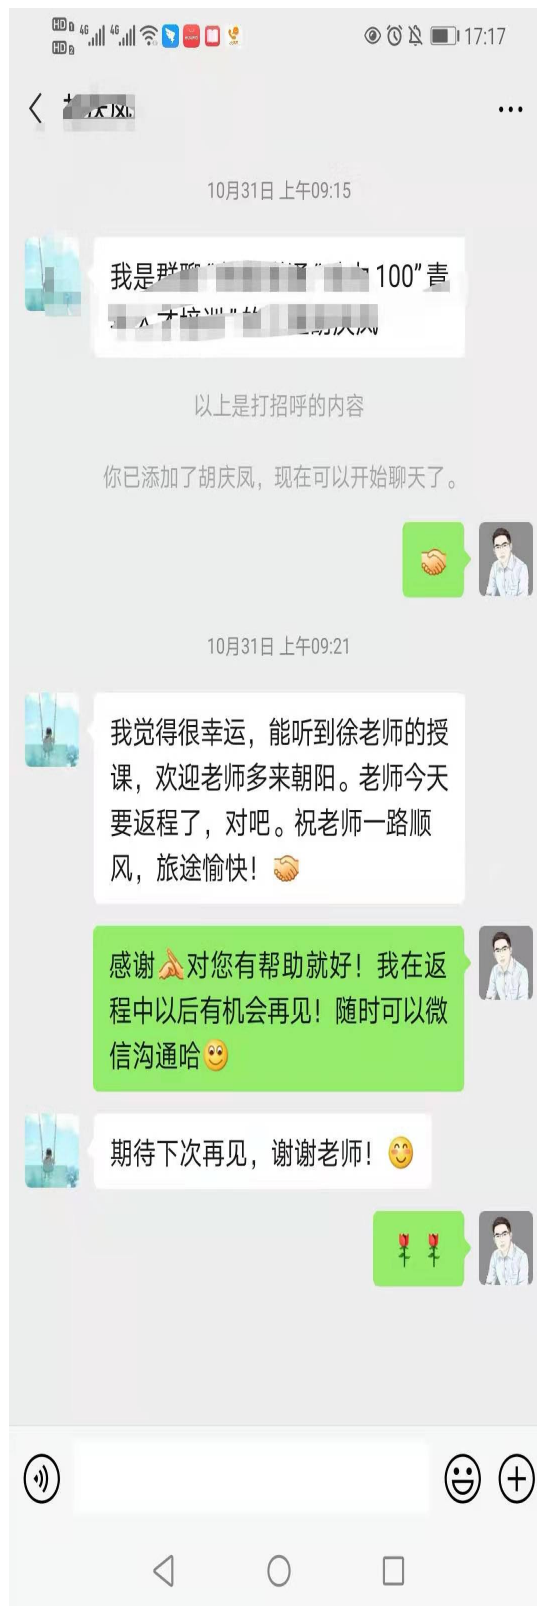 HD 1 4G 4G 17:17
HD 2
10月31日 上午09:15
我是群聊" 100"青
以上是打招呼的内容
你已添加了胡庆凤，现在可以开始聊天了。
10月31日 上午09:21
我觉得很幸运，能听到徐老师的授
课，欢迎老师多来朝阳。老师今天
要返程了，对吧。祝老师一路顺
风，旅途愉快！
感谢对您有帮助就好！我在返
程中以后有机会再见！随时可以微
信沟通哈
期待下次再见，谢谢老师！